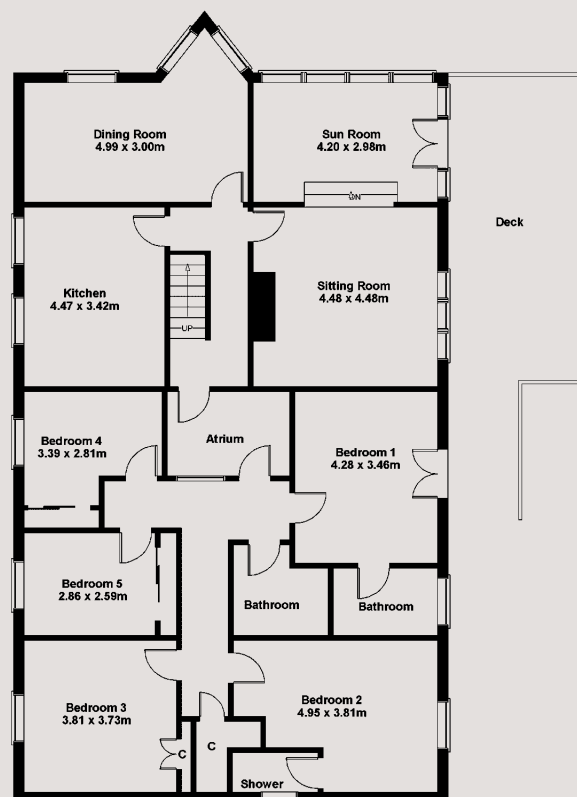 Dining Room
4.99 x 3.00m
Sun Room
4.20 x 2.98m
DN
Deck
Kitchen
4.47 x 3.42m
Sitting Room
4.48 x 4.48m
UP
Atrium
Bedroom 4
3.39 x 2.81m
Bedroom 1
4.28 x 3.46m
Bedroom 5
2.86 x 2.59m
Bathroom
Bathroom
Bedroom 3
3.81 x 3.73m
Bedroom 2
4.95 x 3.81m
C
C
Shower